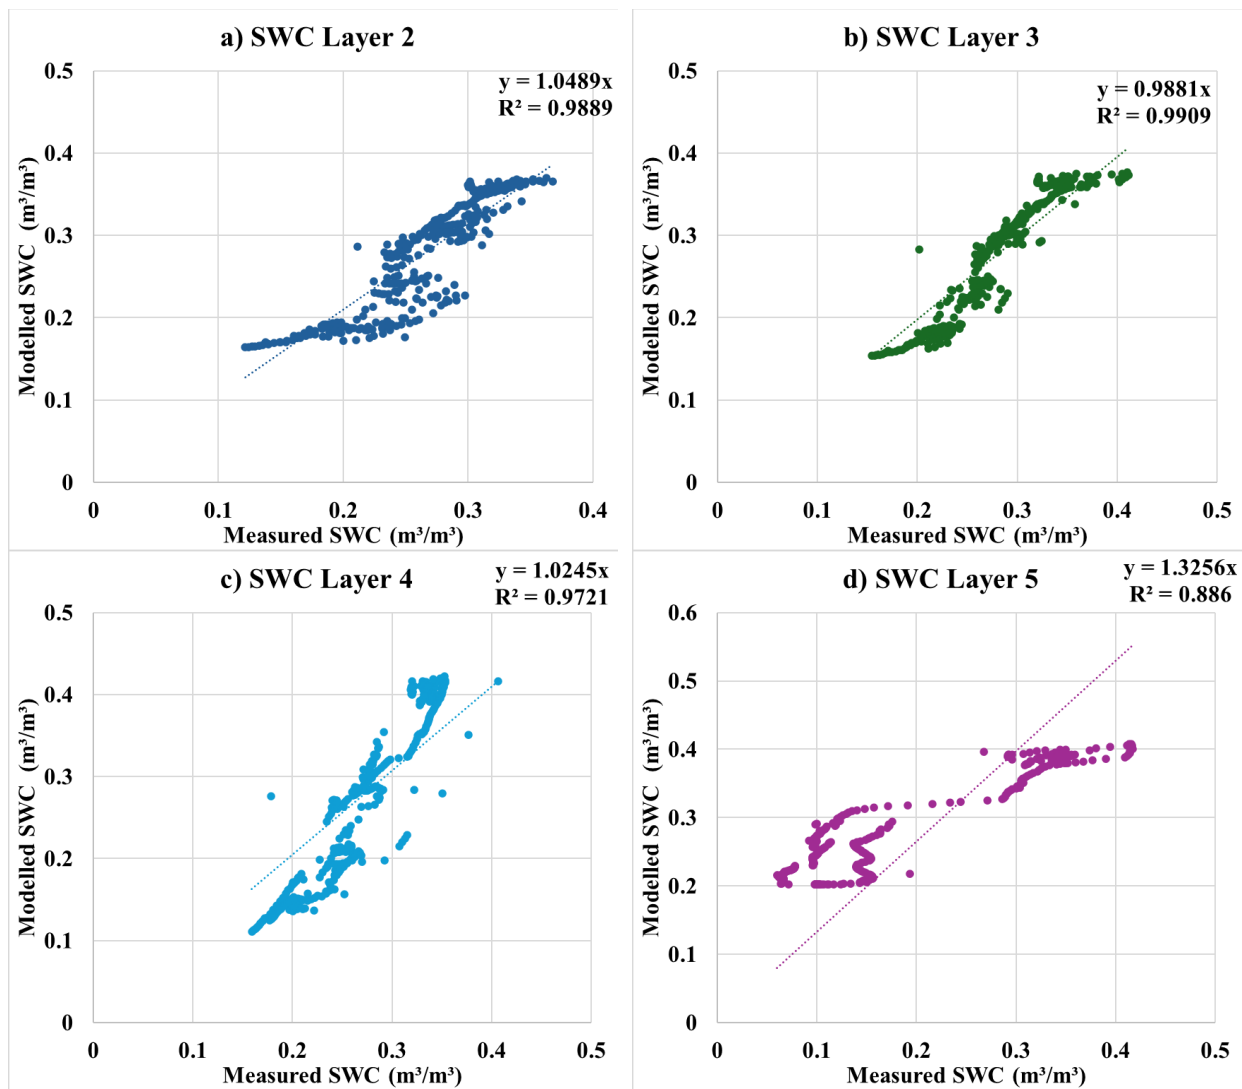 a) SWC Layer 2
y = 1.0489x
R² = 0.9889
Modelled SWC (m³/m³)
0.5
0.4
0.3
0.2
0.1
0
0 0.1 0.2 0.3 0.4
Measured SWC (m³/m³)
b) SWC Layer 3
y = 0.9881x
R² = 0.9909
Modelled SWC (m³/m³)
0.5
0.4
0.3
0.2
0.1
0
0 0.1 0.2 0.3 0.4 0.5
Measured SWC (m³/m³)
c) SWC Layer 4
y = 1.0245x
R² = 0.9721
Modelled SWC (m³/m³)
0.5
0.4
0.3
0.2
0.1
0
0 0.1 0.2 0.3 0.4 0.5
Measured SWC (m³/m³)
d) SWC Layer 5
y = 1.3256x
R² = 0.886
Modelled SWC (m³/m³)
0.6
0.5
0.4
0.3
0.2
0.1
0
0 0.1 0.2 0.3 0.4 0.5
Measured SWC (m³/m³)